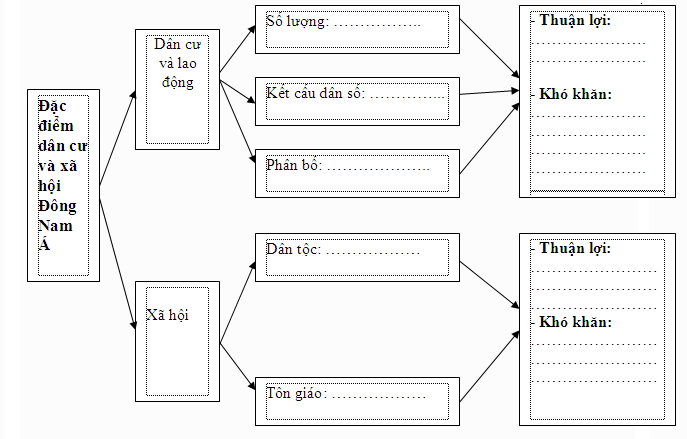 Đặc
điểm
dân cư
và xã
hội
Đông
Nam
Á
Dân cư
và lao
động
Số lượng: …………….
Kết cấu dân số: …………..
Phân bố: ………………..
- Thuận lợi:
…………………
…………………
- Khó khăn:
…………………
…………………
…………………
…………………
Xã hội
Dân tộc: ………………
Tôn giáo: ………………
- Thuận lợi:
……………………
……………………
……………………
- Khó khăn:
……………………
……………………
……………………